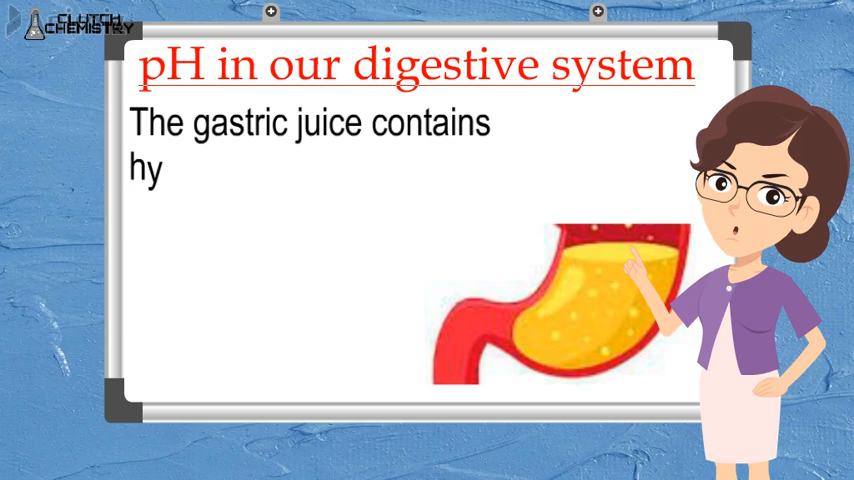 CLUTCH
CHEMISTRY
pH in our digestive system
The gastric juice contains
hy